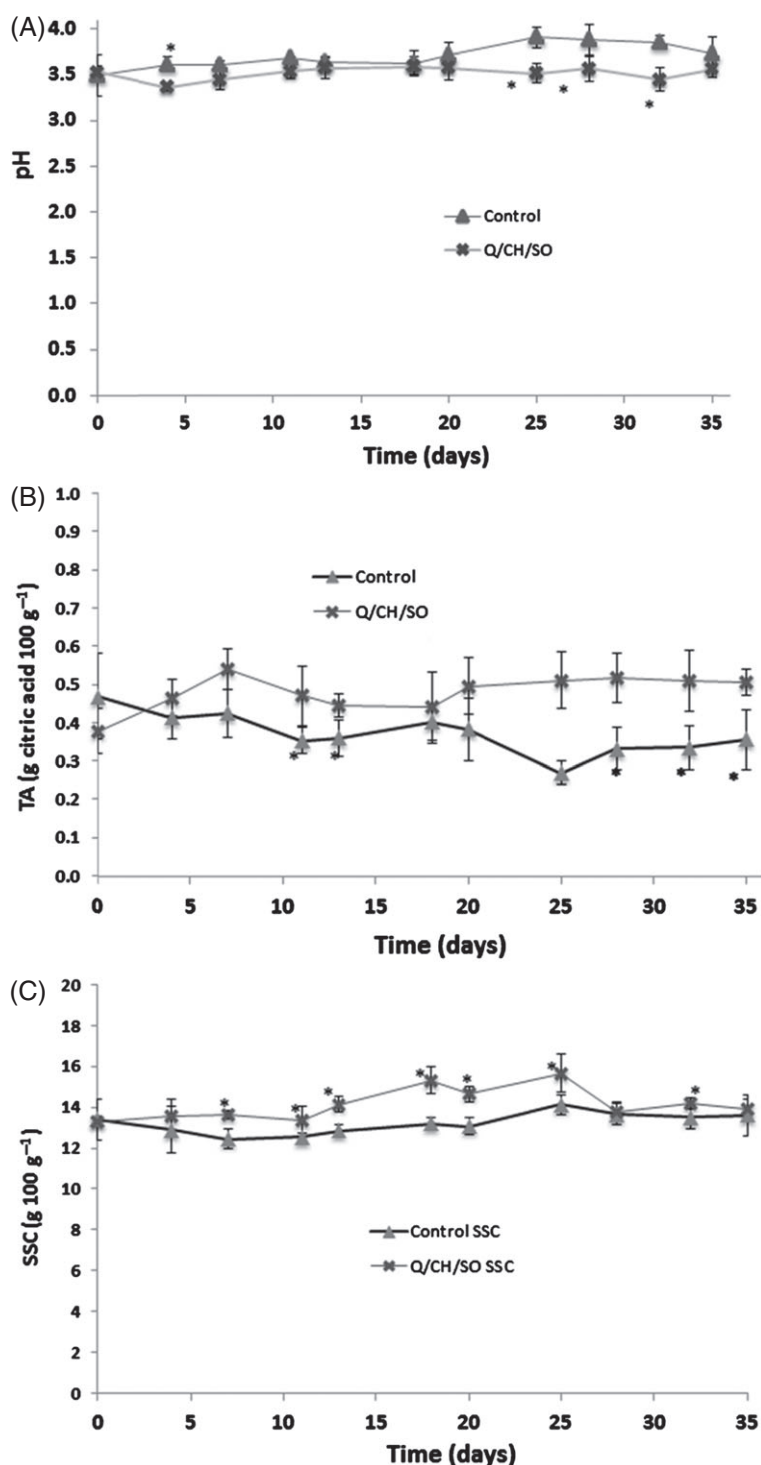 (A)
4.0
3.5
3.0
2.5
2.0
1.5
1.0
0.5
0.0
pH
*
*
*
*
Control
Q/CH/SO
0 5 10 15 20 25 30 35
Time (days)
(B)
1.0
0.9
0.8
0.7
0.6
0.5
0.4
0.3
0.2
0.1
0.0
TA (g citric acid 100 g⁻¹)
Control
Q/CH/SO
* * * * *
0 5 10 15 20 25 30 35
Time (days)
(C)
20
18
16
14
12
10
8
6
4
2
0
SSC (g 100 g⁻¹)
* * * * * * *
Control SSC
Q/CH/SO SSC
0 5 10 15 20 25 30 35
Time (days)